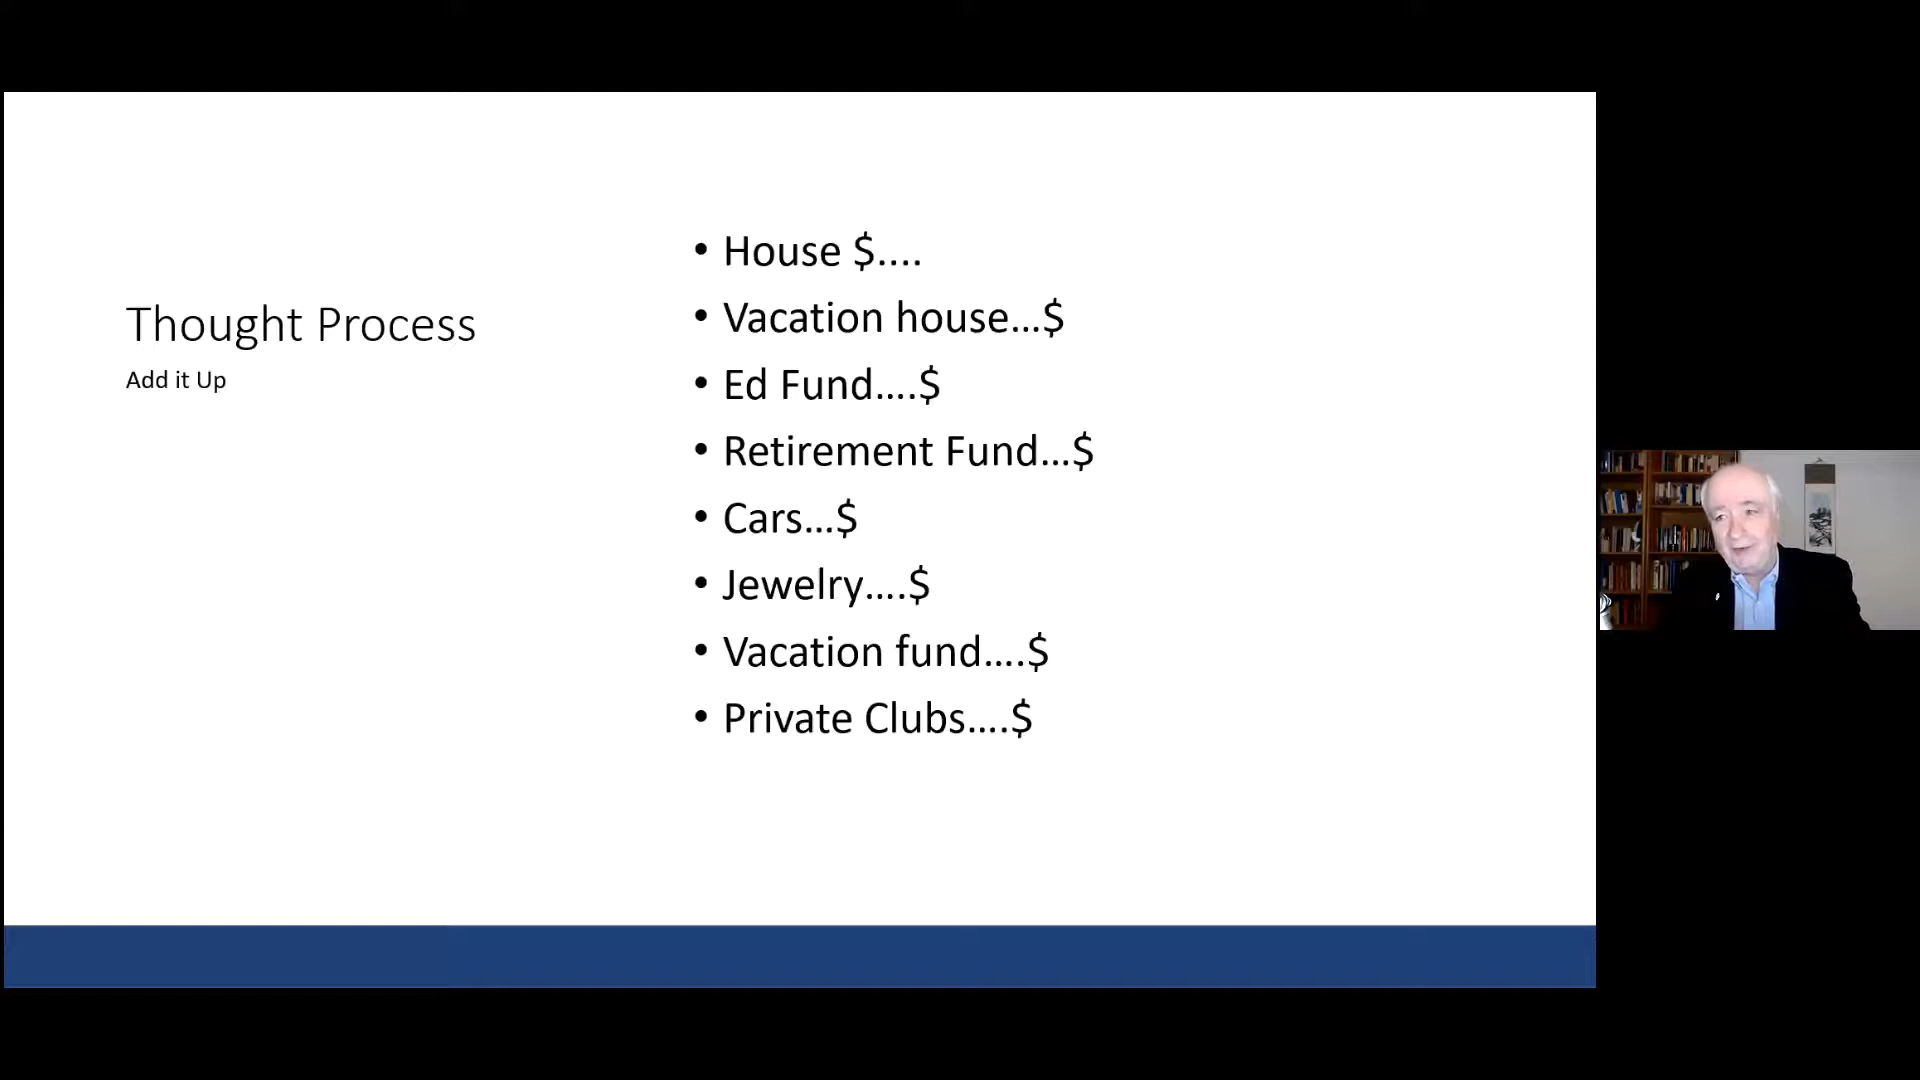 Thought Process
Add it Up
• House $....
• Vacation house...$
• Ed Fund....$
• Retirement Fund...$
• Cars...$
• Jewelry....$
• Vacation fund....$
• Private Clubs....$